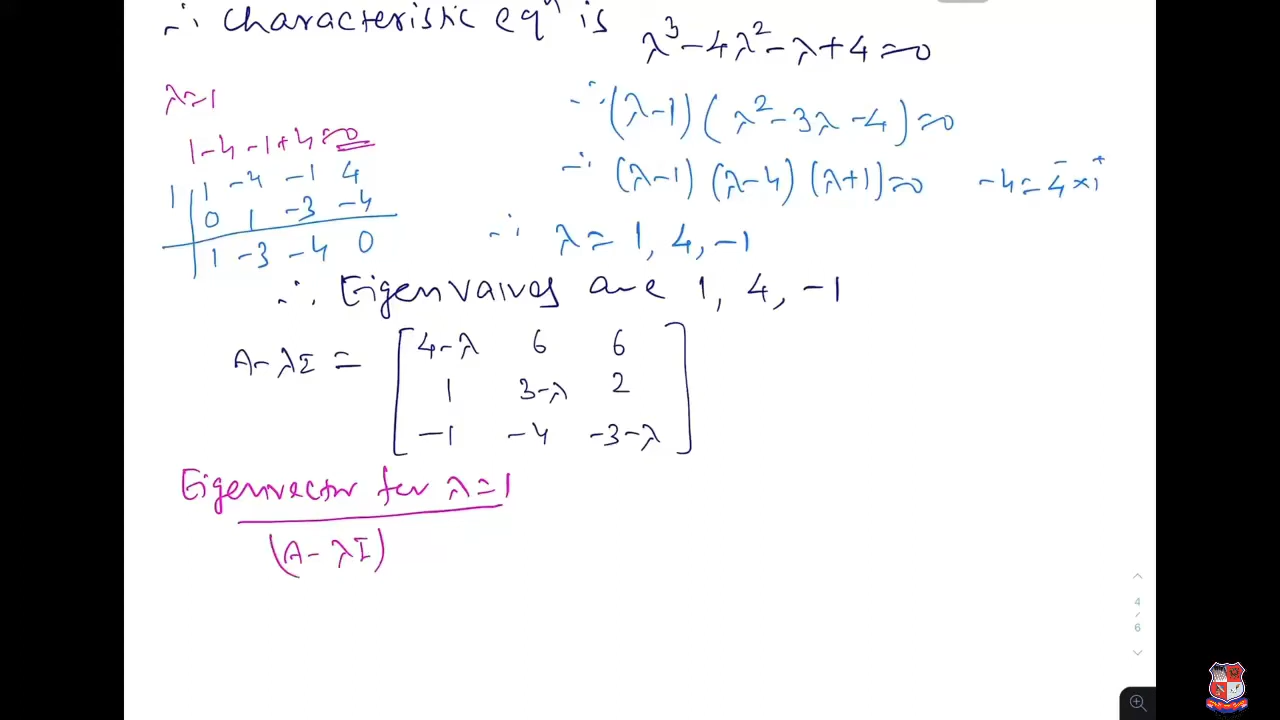 ∴ Characteristic eqⁿ is λ³-4λ²-λ+4=0
λ=1
1-4-1+4=0
1 | 1 -4 -1 4
0 1 -3 -4
1 -3 -4 0
∴ (λ-1) (λ²-3λ-4)=0
∴ (λ-1) (λ-4) (λ+1)=0 -4=4⁻×1⁺
∴ λ= 1, 4, -1
∴ Eigenvalues are 1, 4, -1
A-λI = [ 4-λ 6 6
1 3-λ 2
-1 -4 -3-λ ]
Eigenvector for λ=1
(A-λI)
4
/
6